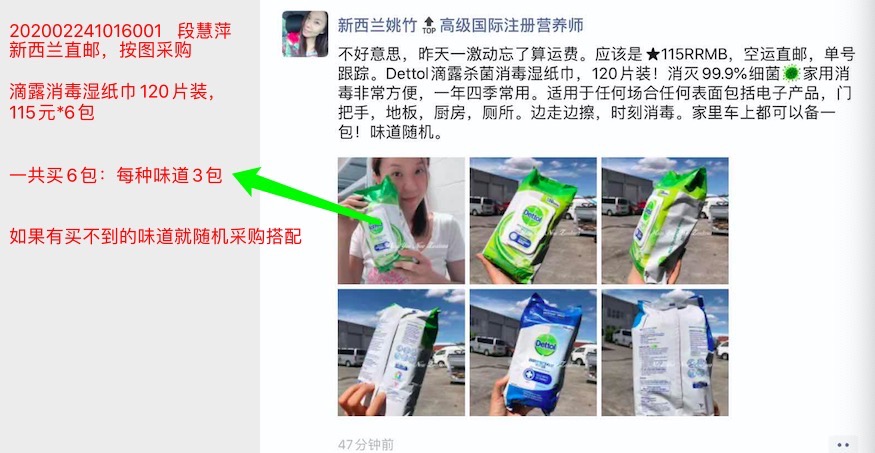 202002241016001 段慧萍
新西兰直邮，按图采购
滴露消毒湿纸巾120片装，
115元*6包
一共买6包：每种味道3包
如果有买不到的味道就随机采购搭配
新西兰姚竹🔝高级国际注册营养师
不好意思，昨天一激动忘了算运费。应该是★115RRMB，空运直邮，单号
跟踪。Dettol滴露杀菌消毒湿纸巾，120片装！消灭99.9%细菌家用消
毒非常方便，一年四季常用。适用于任何场合任何表面包括电子产品，门
把手，地板，厨房，厕所。边走边擦，时刻消毒。家里车上都可以备一
包！味道随机。
Dettol
Dettol
Dettol
47分钟前